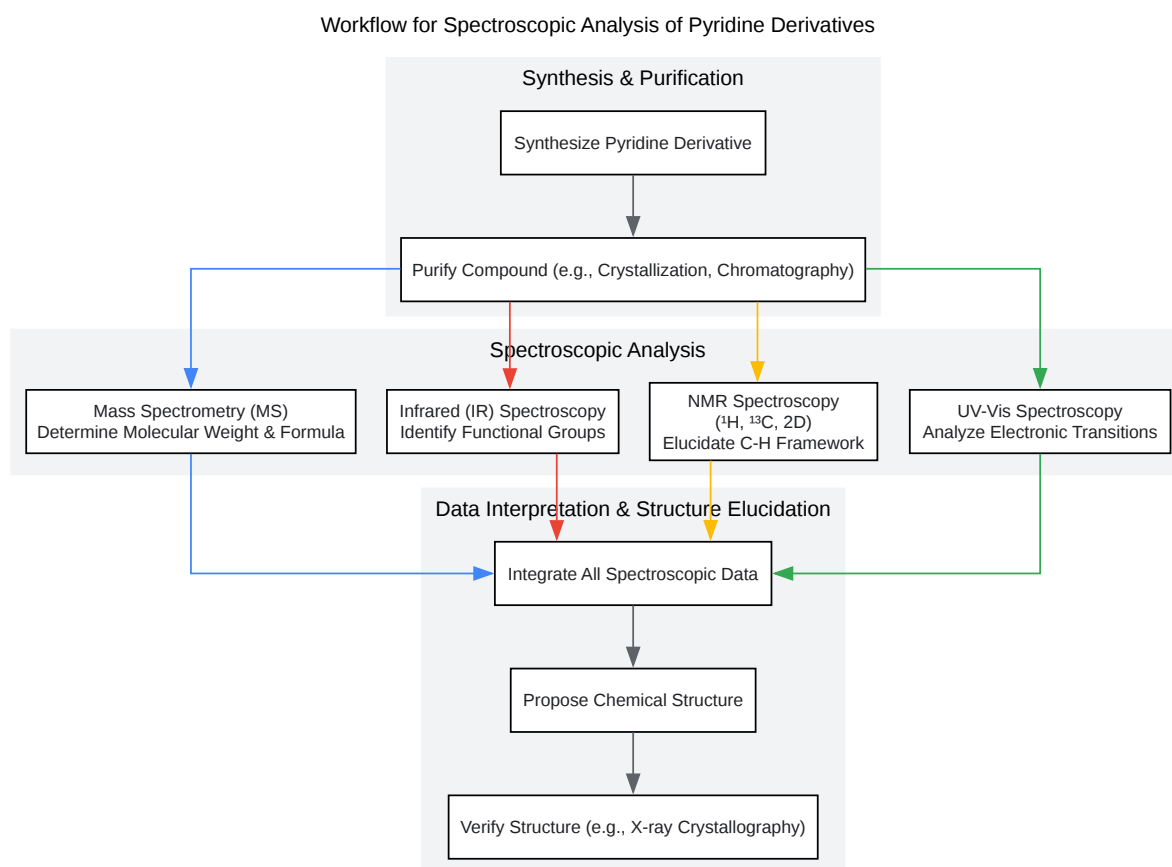 Workflow for Spectroscopic Analysis of Pyridine Derivatives
Synthesis & Purification
Synthesize Pyridine Derivative
Purify Compound (e.g., Crystallization, Chromatography)
Spectroscopic Analysis
Mass Spectrometry (MS)
Determine Molecular Weight & Formula
Infrared (IR) Spectroscopy
Identify Functional Groups
NMR Spectroscopy
(¹H, ¹³C, 2D)
Elucidate C-H Framework
UV-Vis Spectroscopy
Analyze Electronic Transitions
Data Interpretation & Structure Elucidation
Integrate All Spectroscopic Data
Propose Chemical Structure
Verify Structure (e.g., X-ray Crystallography)